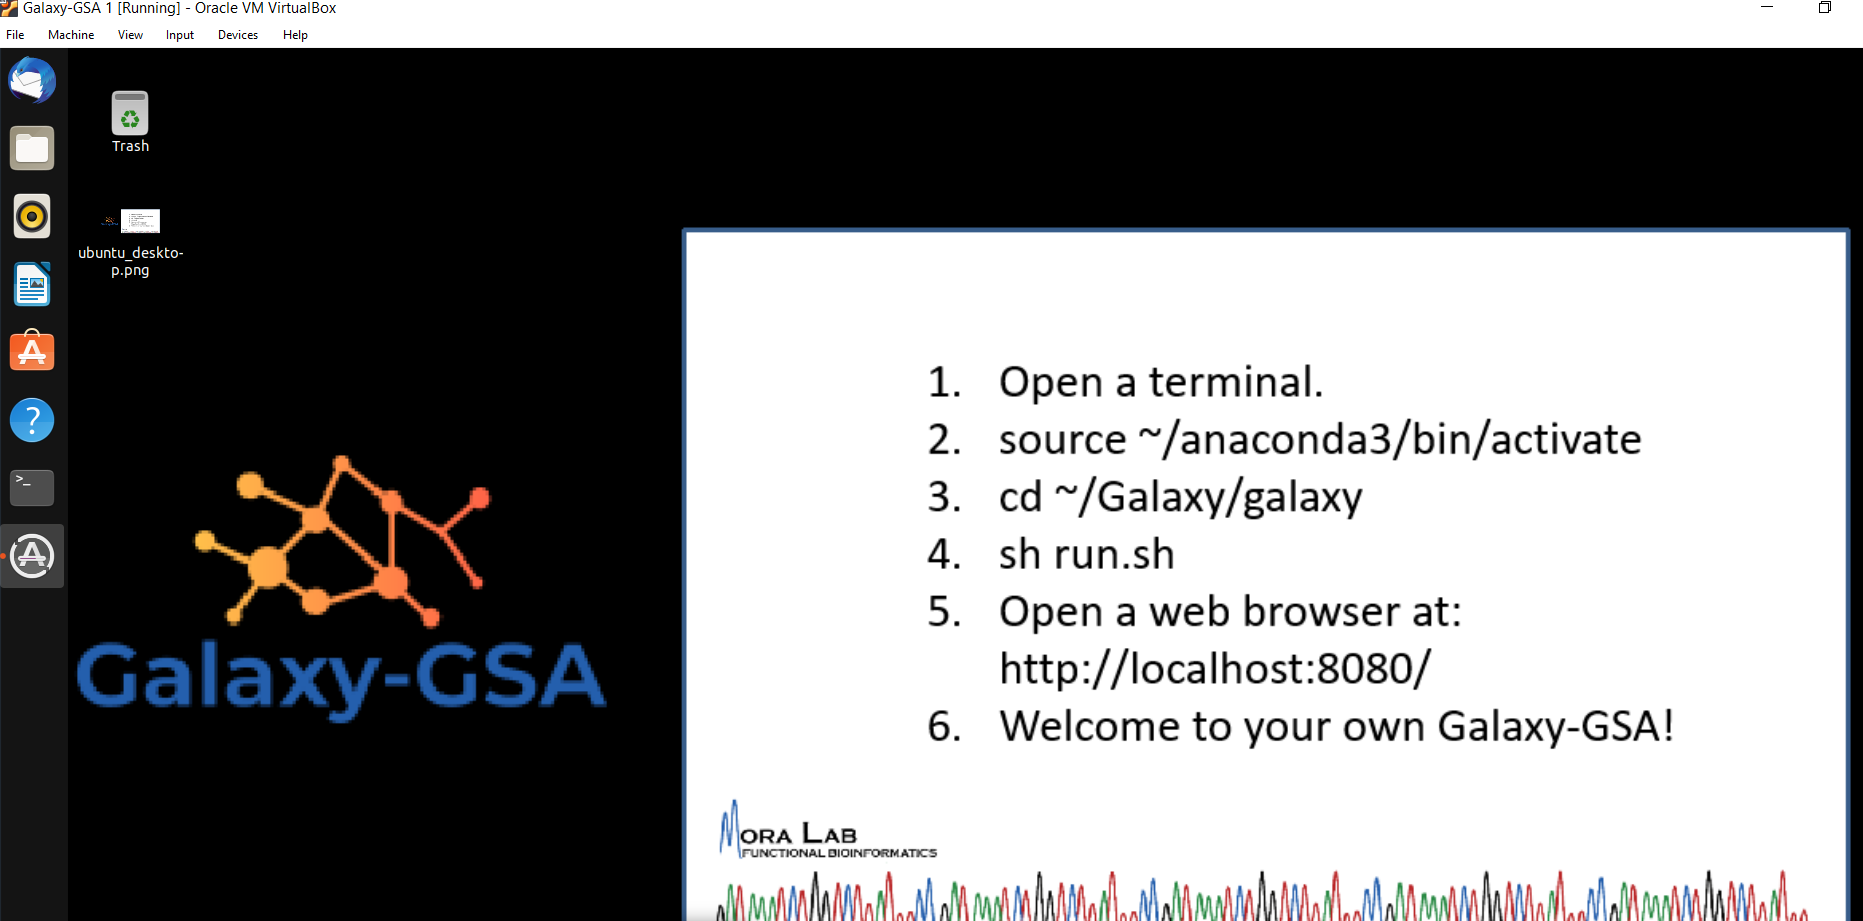 Galaxy-GSA 1 [Running] - Oracle VM VirtualBox
File Machine View Input Devices Help
Trash
ubuntu_deskto-
p.png
>_
?
Galaxy-GSA
1. Open a terminal.
2. source ~/anaconda3/bin/activate
3. cd ~/Galaxy/galaxy
4. sh run.sh
5. Open a web browser at:
http://localhost:8080/
6. Welcome to your own Galaxy-GSA!
MORA LAB
FUNCTIONAL BIOINFORMATICS